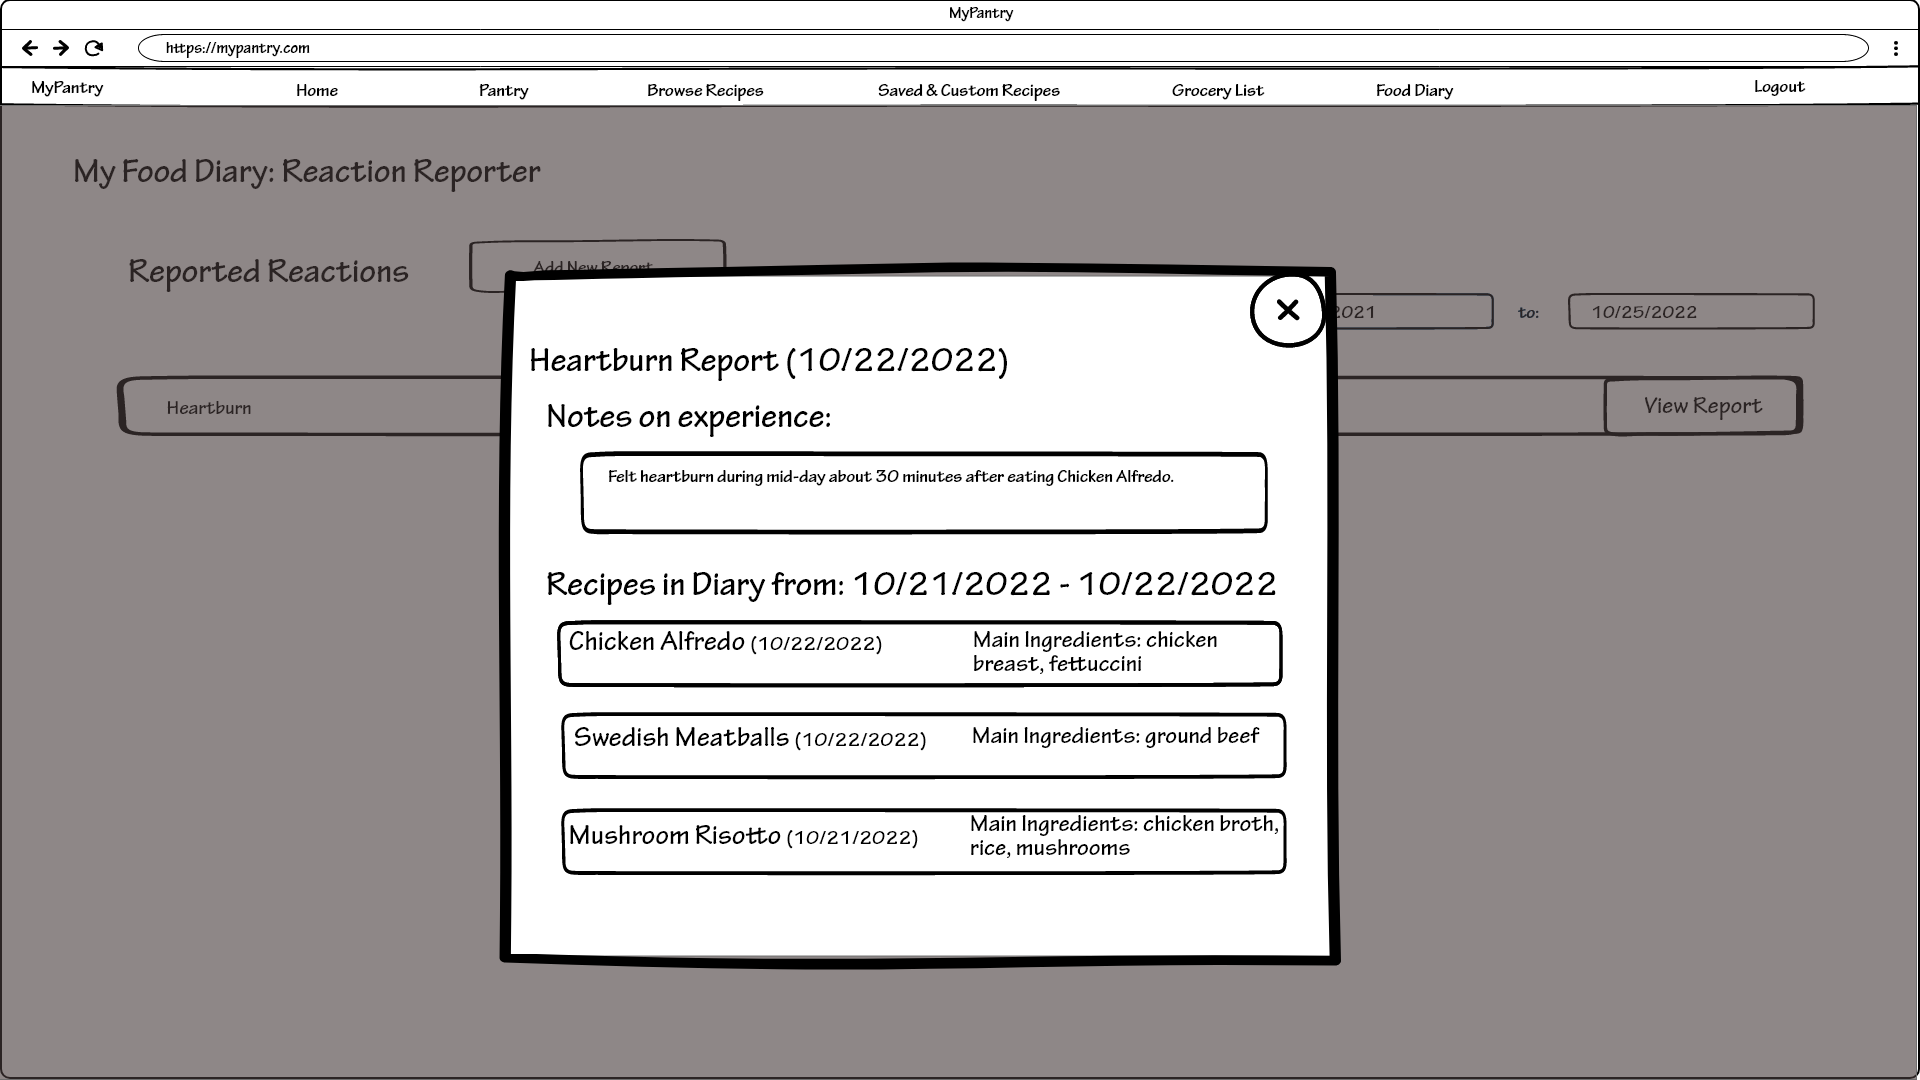 MyPantry
https://mypantry.com
MyPantry Home Pantry Browse Recipes Saved & Custom Recipes Grocery List Food Diary Logout
My Food Diary: Reaction Reporter
Reported Reactions
Add New Report
2021 to: 10/25/2022
Heartburn
View Report
Heartburn Report (10/22/2022)
Notes on experience:
Felt heartburn during mid-day about 30 minutes after eating Chicken Alfredo.
Recipes in Diary from: 10/21/2022 - 10/22/2022
Chicken Alfredo (10/22/2022)
Main Ingredients: chicken
breast, fettuccini
Swedish Meatballs (10/22/2022)
Main Ingredients: ground beef
Mushroom Risotto (10/21/2022)
Main Ingredients: chicken broth,
rice, mushrooms